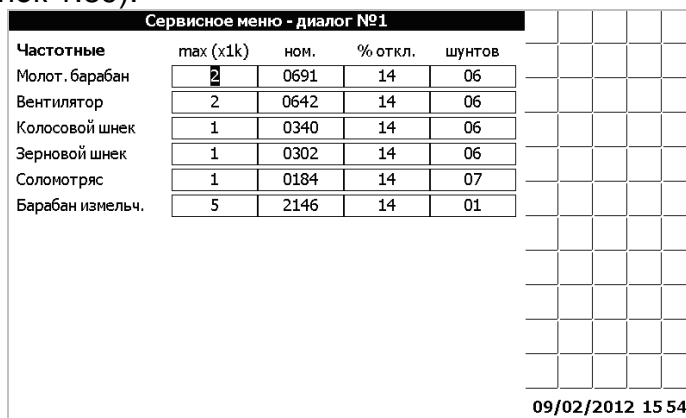 Сервисное меню - диалог №1
Частотные max (x1k) ном. % откл. шунтов
Молот. барабан 2 0691 14 06
Вентилятор 2 0642 14 06
Колосовой шнек 1 0340 14 06
Зерновой шнек 1 0302 14 06
Соломотряс 1 0184 14 07
Барабан измельч. 5 2146 14 01
09/02/2012 15 54